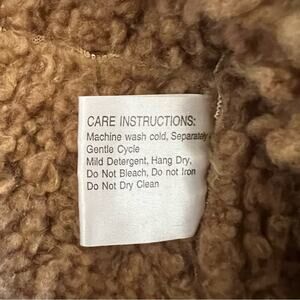 CARE INSTRUCTIONS:
Machine wash cold, Separately
Gentle Cycle
Mild Detergent, Hang Dry,
Do Not Bleach, Do not Iron
Do Not Dry Clean